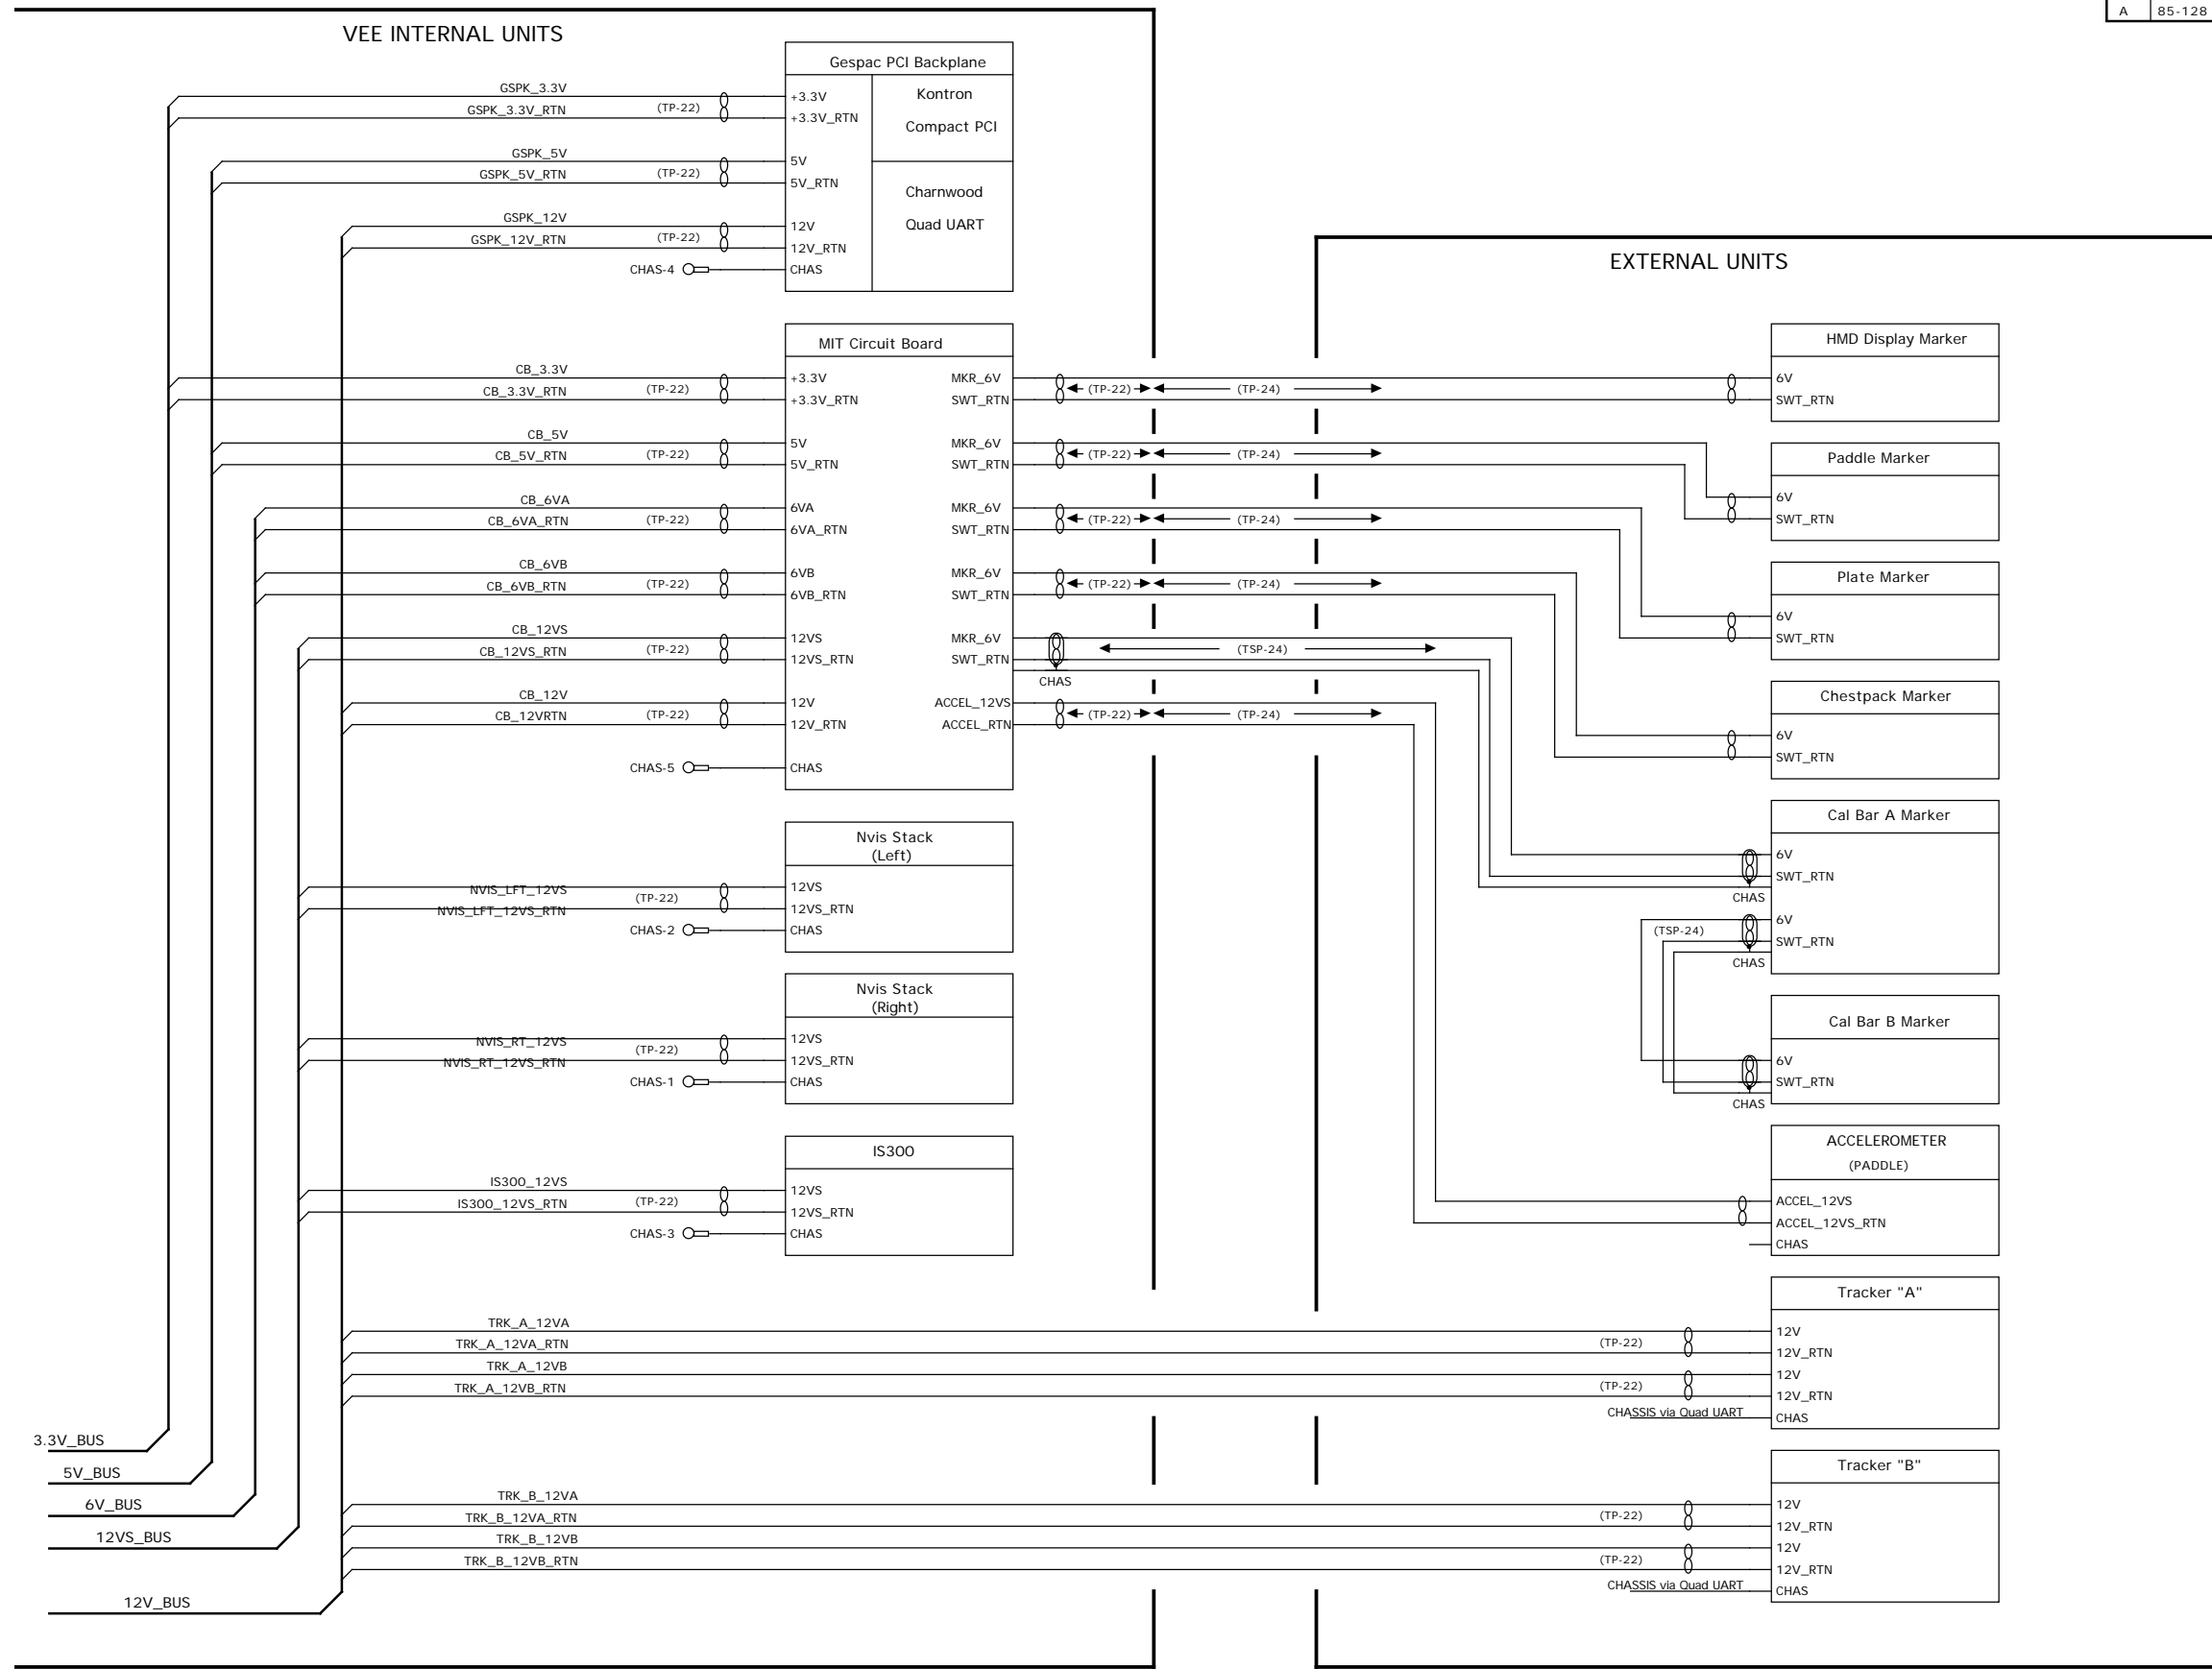 A 85-128
VEE INTERNAL UNITS
Gespac PCI Backplane
Kontron
Compact PCI
Charnwood
Quad UART
GSPK_3.3V
GSPK_3.3V_RTN
(TP-22)
+3.3V
+3.3V_RTN
GSPK_5V
GSPK_5V_RTN
(TP-22)
5V
5V_RTN
GSPK_12V
GSPK_12V_RTN
(TP-22)
12V
12V_RTN
CHAS-4
CHAS
MIT Circuit Board
CB_3.3V
CB_3.3V_RTN
(TP-22)
+3.3V
+3.3V_RTN
MKR_6V
SWT_RTN
(TP-22)
(TP-24)
CB_5V
CB_5V_RTN
(TP-22)
5V
5V_RTN
MKR_6V
SWT_RTN
(TP-22)
(TP-24)
CB_6VA
CB_6VA_RTN
(TP-22)
6VA
6VA_RTN
MKR_6V
SWT_RTN
(TP-22)
(TP-24)
CB_6VB
CB_6VB_RTN
(TP-22)
6VB
6VB_RTN
MKR_6V
SWT_RTN
(TP-22)
(TP-24)
CB_12VS
CB_12VS_RTN
(TP-22)
12VS
12VS_RTN
MKR_6V
SWT_RTN
(TSP-24)
CHAS
CB_12V
CB_12VRTN
(TP-22)
12V
12V_RTN
ACCEL_12VS
ACCEL_RTN
(TP-22)
(TP-24)
CHAS-5
CHAS
Nvis Stack
(Left)
NVIS_LFT_12VS
NVIS_LFT_12VS_RTN
(TP-22)
12VS
12VS_RTN
CHAS-2
CHAS
Nvis Stack
(Right)
NVIS_RT_12VS
NVIS_RT_12VS_RTN
(TP-22)
12VS
12VS_RTN
CHAS-1
CHAS
IS300
IS300_12VS
IS300_12VS_RTN
(TP-22)
12VS
12VS_RTN
CHAS-3
CHAS
TRK_A_12VA
TRK_A_12VA_RTN
TRK_A_12VB
TRK_A_12VB_RTN
TRK_B_12VA
TRK_B_12VA_RTN
TRK_B_12VB
TRK_B_12VB_RTN
3.3V_BUS
5V_BUS
6V_BUS
12VS_BUS
12V_BUS
EXTERNAL UNITS
HMD Display Marker
6V
SWT_RTN
Paddle Marker
6V
SWT_RTN
Plate Marker
6V
SWT_RTN
Chestpack Marker
6V
SWT_RTN
Cal Bar A Marker
6V
SWT_RTN
CHAS
6V
(TSP-24)
SWT_RTN
CHAS
Cal Bar B Marker
6V
SWT_RTN
CHAS
ACCELEROMETER
(PADDLE)
ACCEL_12VS
ACCEL_12VS_RTN
CHAS
Tracker "A"
12V
(TP-22)
12V_RTN
12V
(TP-22)
12V_RTN
CHASSIS via Quad UART
CHAS
Tracker "B"
12V
(TP-22)
12V_RTN
12V
(TP-22)
12V_RTN
CHASSIS via Quad UART
CHAS